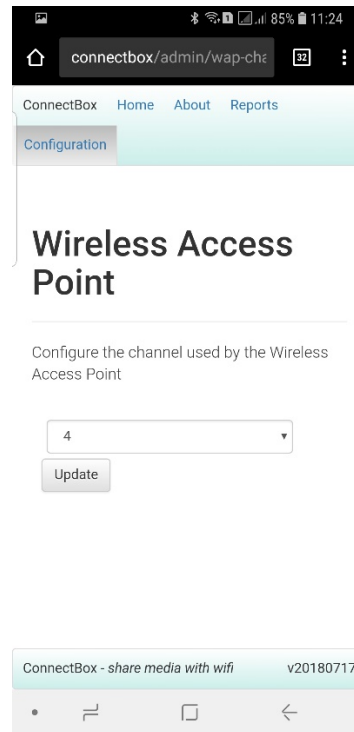 85% 11:24
connectbox/admin/wap-cha
32
ConnectBox Home About Reports
Configuration
Wireless Access
Point
Configure the channel used by the Wireless
Access Point
4
Update
ConnectBox - share media with wifi v20180717